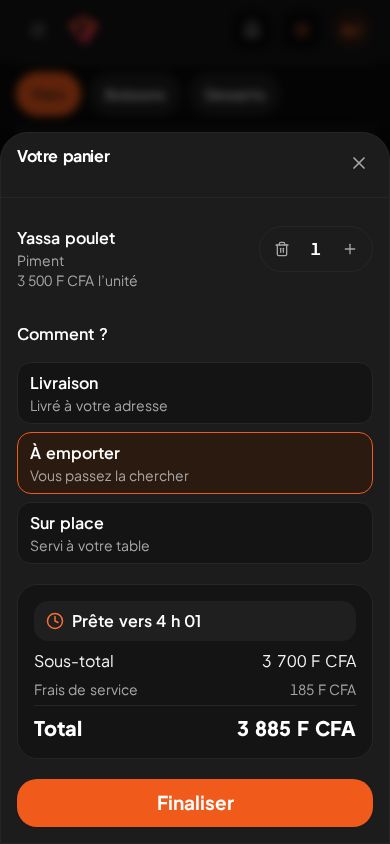 Votre panier
Yassa poulet
Piment
3 500 F CFA l'unité
1
Comment ?
Livraison
Livré à votre adresse
À emporter
Vous passez la chercher
Sur place
Servi à votre table
Prête vers 4 h 01
Sous-total 3 700 F CFA
Frais de service 185 F CFA
Total 3 885 F CFA
Finaliser